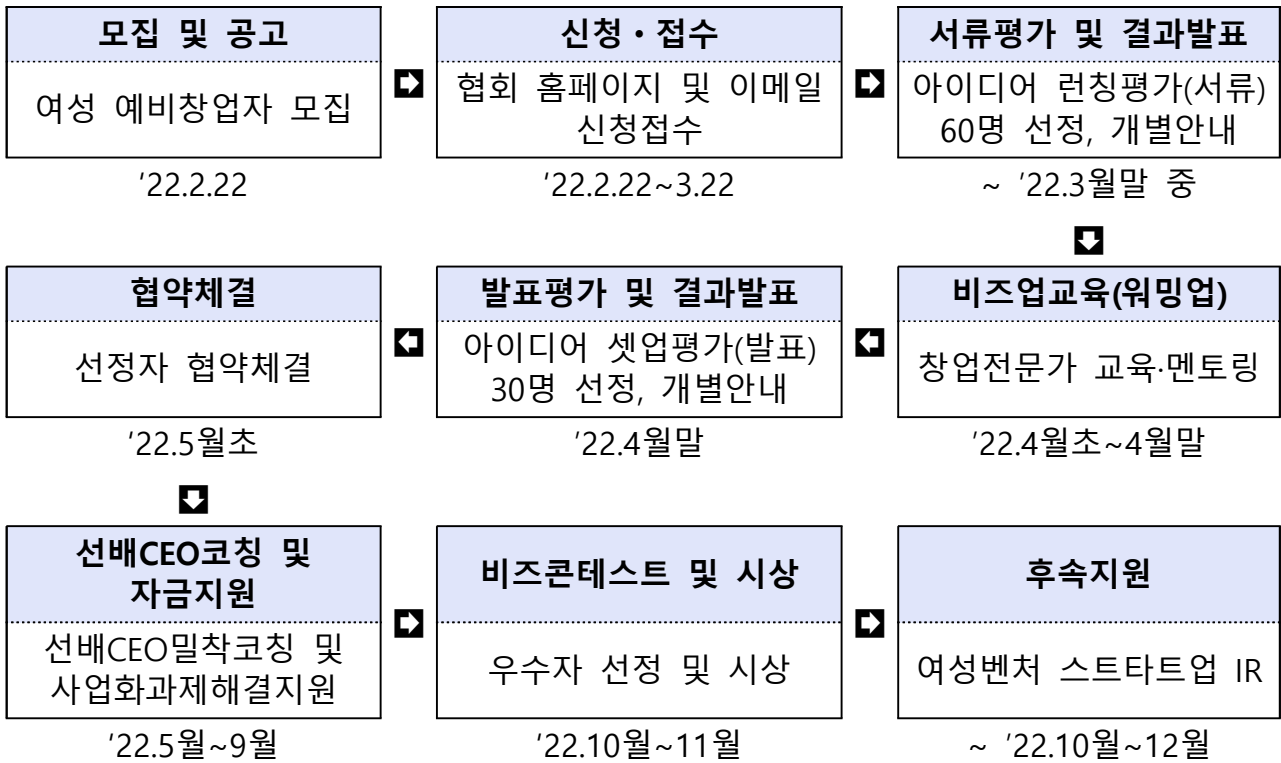 모집 및 공고
여성 예비창업자 모집
'22.2.22
신청・접수
협회 홈페이지 및 이메일
신청접수
'22.2.22~3.22
서류평가 및 결과발표
아이디어 런칭평가(서류)
60명 선정, 개별안내
~ '22.3월말 중
비즈업교육(워밍업)
창업전문가 교육·멘토링
'22.4월초~4월말
발표평가 및 결과발표
아이디어 셋업평가(발표)
30명 선정, 개별안내
'22.4월말
협약체결
선정자 협약체결
'22.5월초
선배CEO코칭 및
자금지원
선배CEO밀착코칭 및
사업화과제해결지원
'22.5월~9월
비즈콘테스트 및 시상
우수자 선정 및 시상
'22.10월~11월
후속지원
여성벤처 스트타트업 IR
~ '22.10월~12월